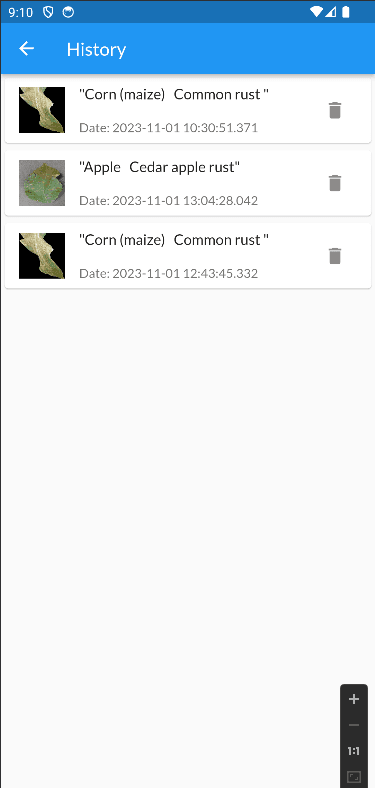 9:10
History
"Corn (maize)   Common rust "
Date: 2023-11-01 10:30:51.371
"Apple   Cedar apple rust"
Date: 2023-11-01 13:04:28.042
"Corn (maize)   Common rust "
Date: 2023-11-01 12:43:45.332
1:1